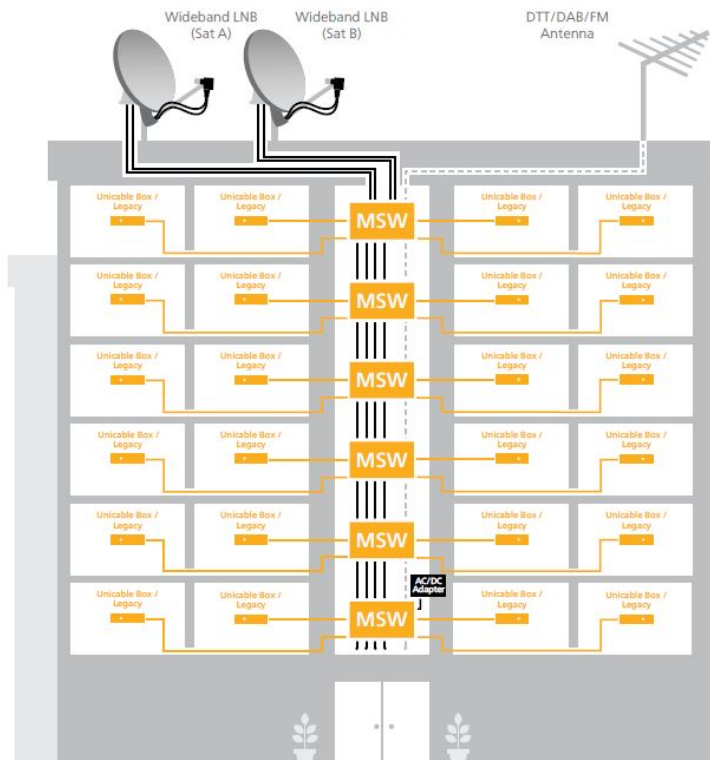 Wideband LNB
(Sat A)
Wideband LNB
(Sat B)
DTT/DAB/FM
Antenna
Unicable Box /
Legacy
Unicable Box /
Legacy
MSW
Unicable Box /
Legacy
Unicable Box /
Legacy
Unicable Box /
Legacy
Unicable Box /
Legacy
MSW
Unicable Box /
Legacy
Unicable Box /
Legacy
Unicable Box /
Legacy
Unicable Box /
Legacy
MSW
Unicable Box /
Legacy
Unicable Box /
Legacy
Unicable Box /
Legacy
Unicable Box /
Legacy
MSW
Unicable Box /
Legacy
Unicable Box /
Legacy
Unicable Box /
Legacy
Unicable Box /
Legacy
MSW
Unicable Box /
Legacy
Unicable Box /
Legacy
AC/DC
Adapter
Unicable Box /
Legacy
Unicable Box /
Legacy
MSW
Unicable Box /
Legacy
Unicable Box /
Legacy